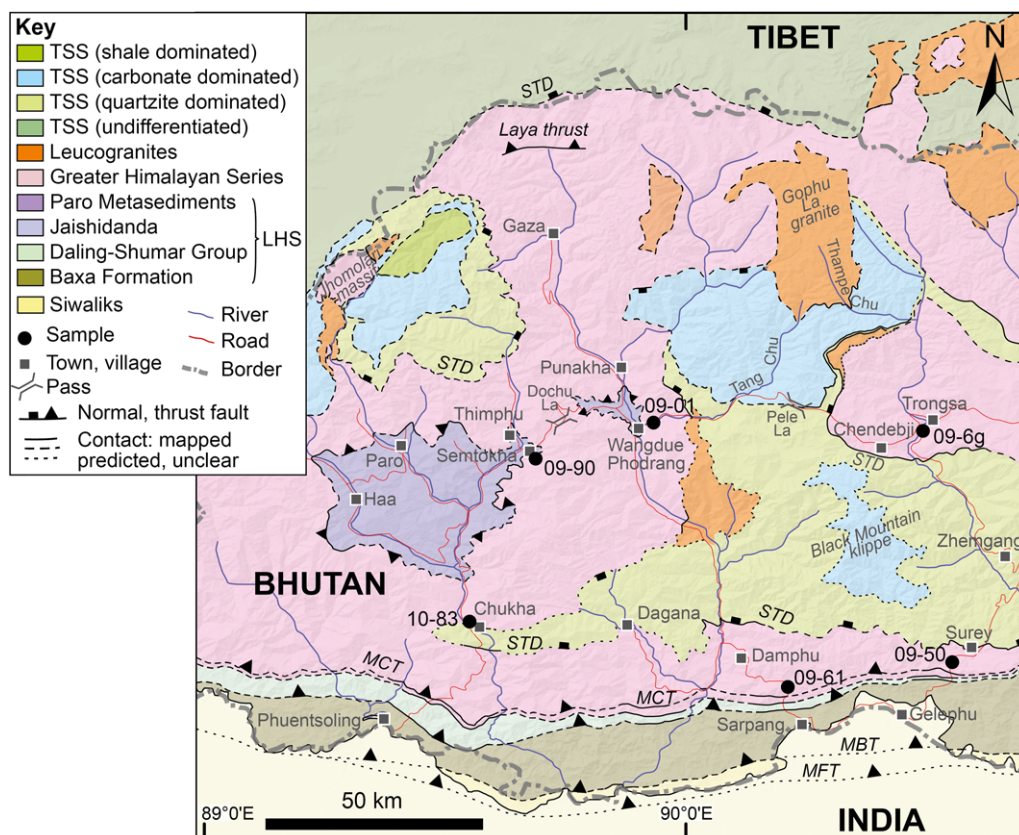 Key
TSS (shale dominated)
TSS (carbonate dominated)
TSS (quartzite dominated)
TSS (undifferentiated)
Leucogranites
Greater Himalayan Series
Paro Metasediments
Jaishidanda
Daling-Shumar Group
Baxa Formation
LHS
Siwaliks
Sample
Town, village
Pass
River
Road
Border
Normal, thrust fault
Contact: mapped
predicted, unclear
TIBET
N
STD
Laya thrust
Gaza
Gophu
La
granite
Thampe
Chu
Jhomolari
massif
STD
Punakha
Dochu
La
Tang
Chu
Pele
La
Thimphu
09-01
Trongsa
Chendebji
09-6g
Paro
Semtokha
Wangdue
Phodrang
STD
09-90
Haa
Black Mountain
klippe
Zhemgang
BHUTAN
10-83
Chukha
STD
Dagana
STD
Surey
09-50
MCT
Damphu
09-61
MCT
Phuentsoling
Sarpang
Gelephu
MBT
MFT
50 km
89°0'E
90°0'E
INDIA